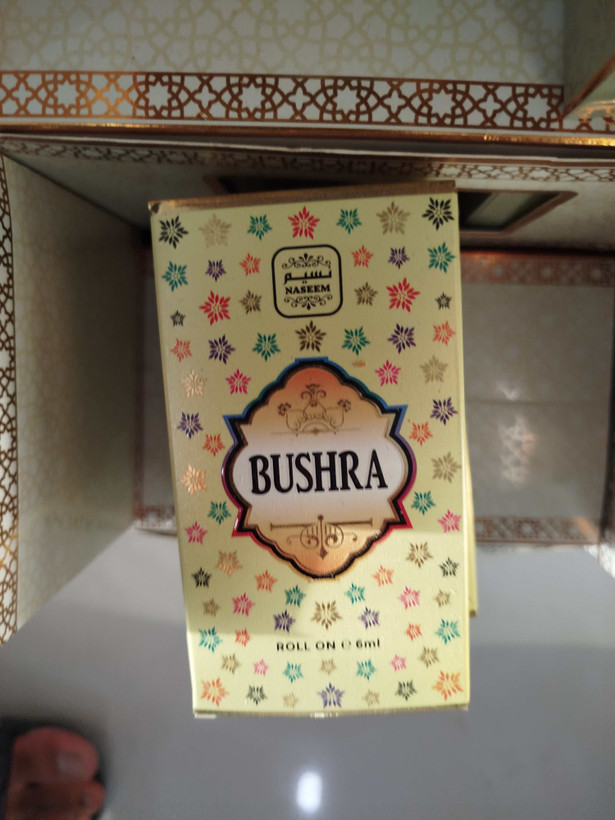 نسيم
NASEEM
BUSHRA
ROLL ON ℮ 6ml